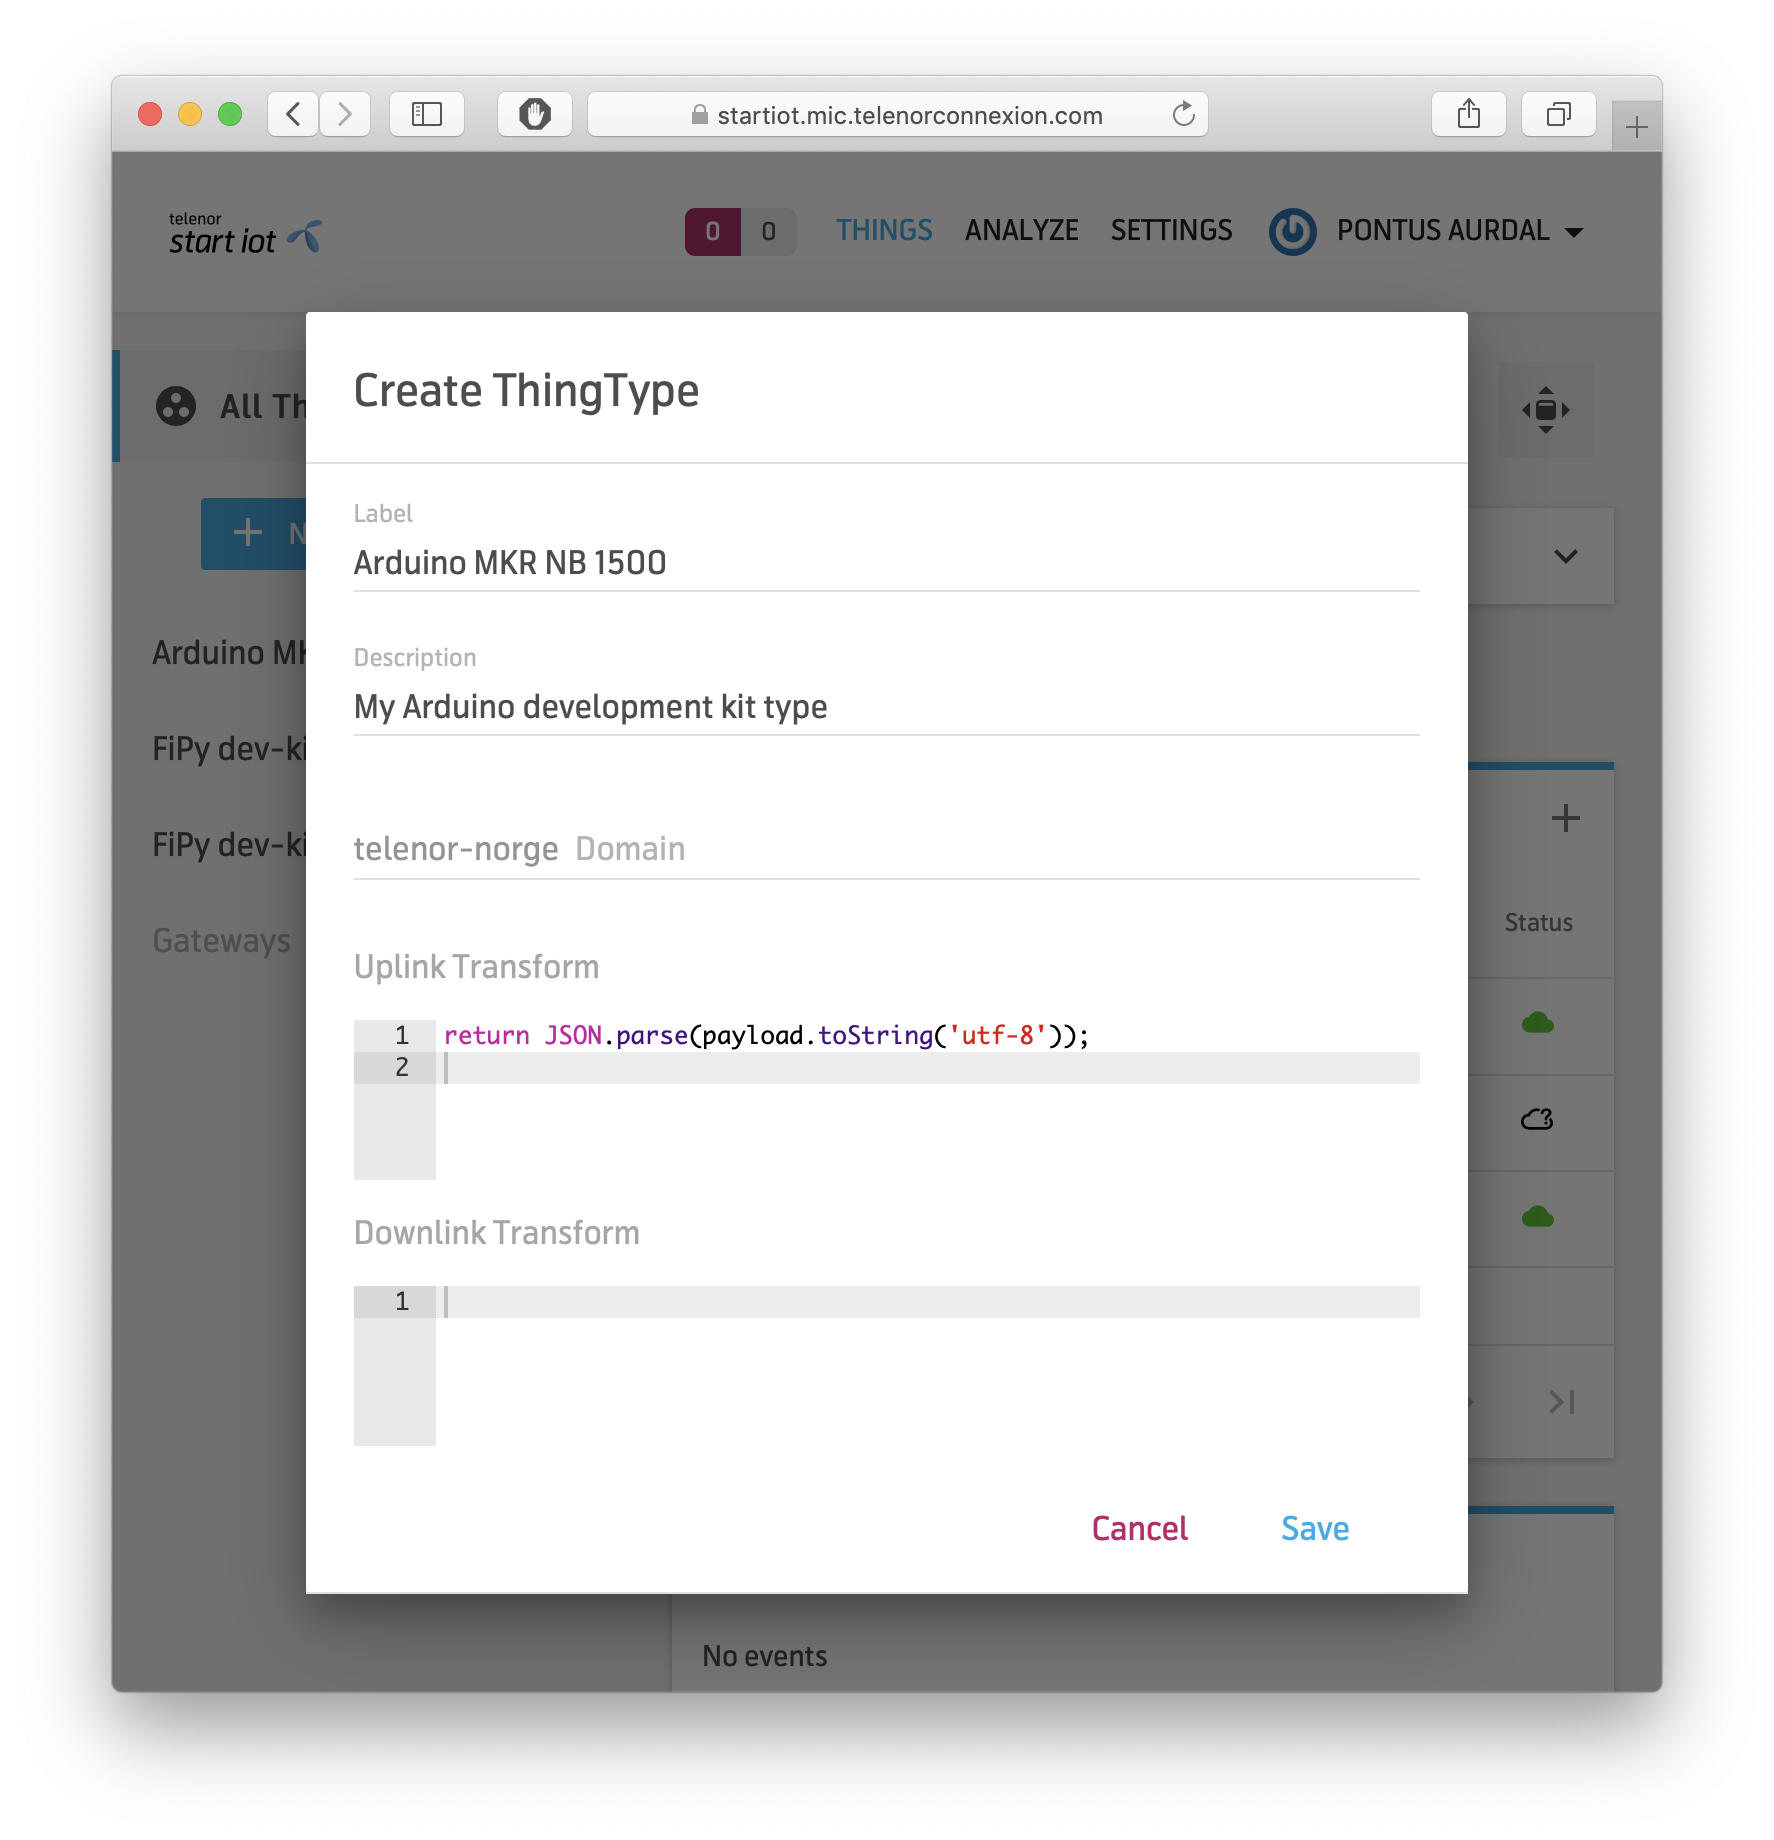 startiot.mic.telenorconnexion.com
telenor
start iot
0 0 THINGS ANALYZE SETTINGS PONTUS AURDAL
All Th
N
Arduino MK
FiPy dev-ki
FiPy dev-ki
Gateways
Create ThingType
Label
Arduino MKR NB 1500
Description
My Arduino development kit type
telenor-norge Domain
Uplink Transform
1 return JSON.parse(payload.toString('utf-8'));
2
Downlink Transform
1
Cancel Save
Status
No events